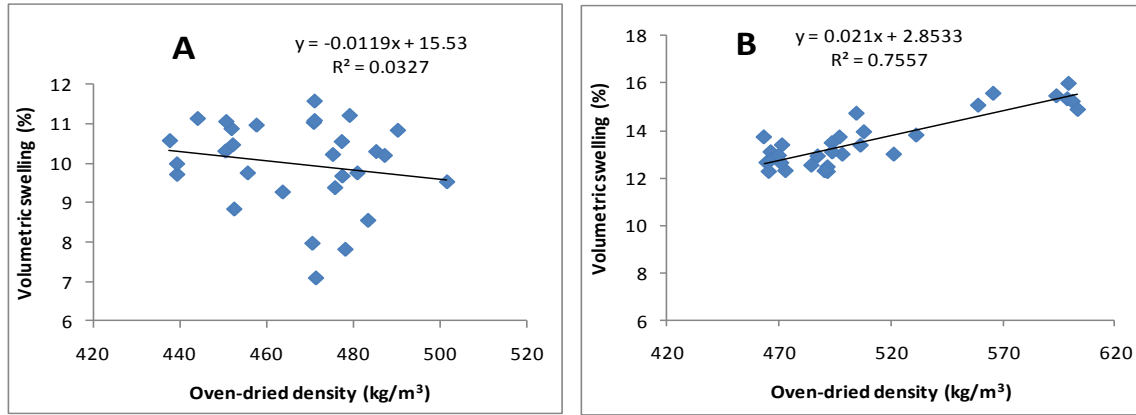 A
y = -0.0119x + 15.53
R² = 0.0327
Volumetric swelling (%)
12
11
10
9
8
7
6
420 440 460 480 500 520
Oven-dried density (kg/m³)
B
y = 0.021x + 2.8533
R² = 0.7557
Volumetric swelling (%)
18
16
14
12
10
8
6
420 470 520 570 620
Oven-dried density (kg/m³)